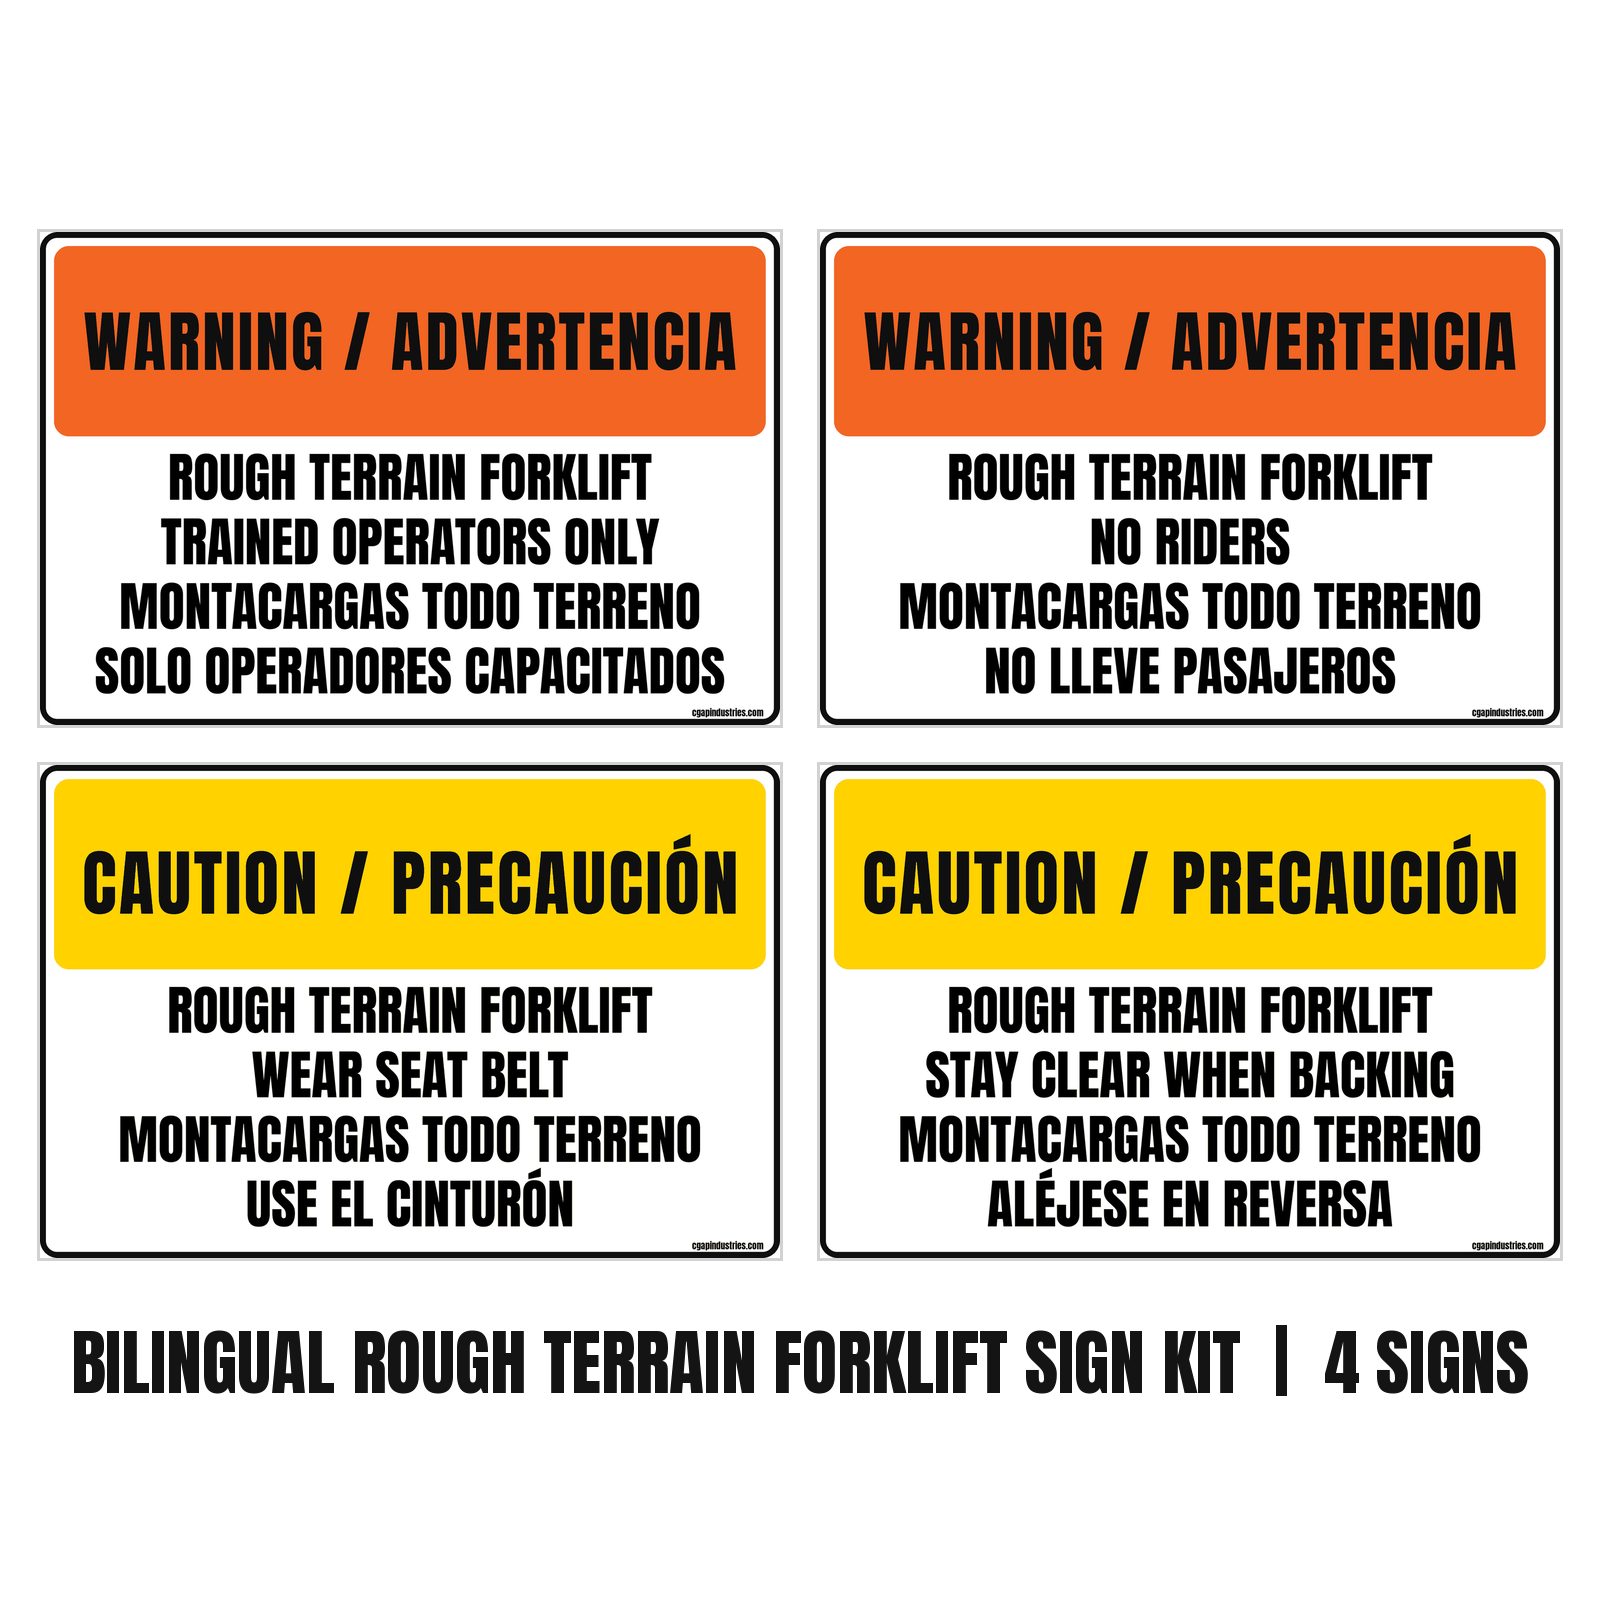 WARNING / ADVERTENCIA
ROUGH TERRAIN FORKLIFT
TRAINED OPERATORS ONLY
MONTACARGAS TODO TERRENO
SOLO OPERADORES CAPACITADOS
cgapindustries.com
WARNING / ADVERTENCIA
ROUGH TERRAIN FORKLIFT
NO RIDERS
MONTACARGAS TODO TERRENO
NO LLEVE PASAJEROS
cgapindustries.com
CAUTION / PRECAUCIÓN
ROUGH TERRAIN FORKLIFT
WEAR SEAT BELT
MONTACARGAS TODO TERRENO
USE EL CINTURÓN
cgapindustries.com
CAUTION / PRECAUCIÓN
ROUGH TERRAIN FORKLIFT
STAY CLEAR WHEN BACKING
MONTACARGAS TODO TERRENO
ALÉJESE EN REVERSA
cgapindustries.com
BILINGUAL ROUGH TERRAIN FORKLIFT SIGN KIT | 4 SIGNS